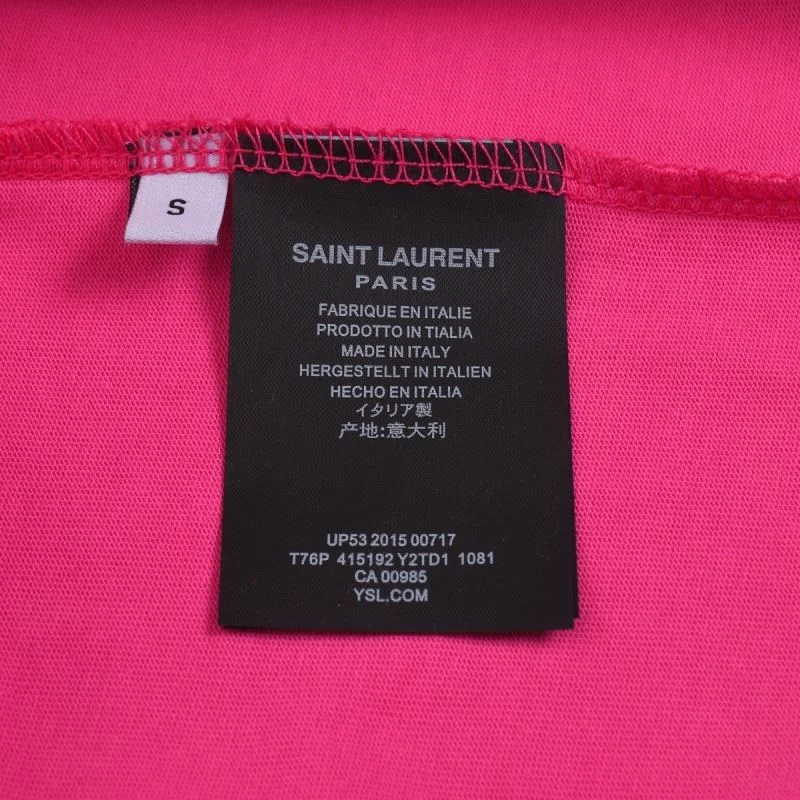 S
SAINT LAURENT
PARIS
FABRIQUE EN ITALIE
PRODOTTO IN TIALIA
MADE IN ITALY
HERGESTELLT IN ITALIEN
HECHO EN ITALIA
イタリア製
产地:意大利
UP53 2015 00717
T76P 415192 Y2TD1 1081
CA 00985
YSL.COM